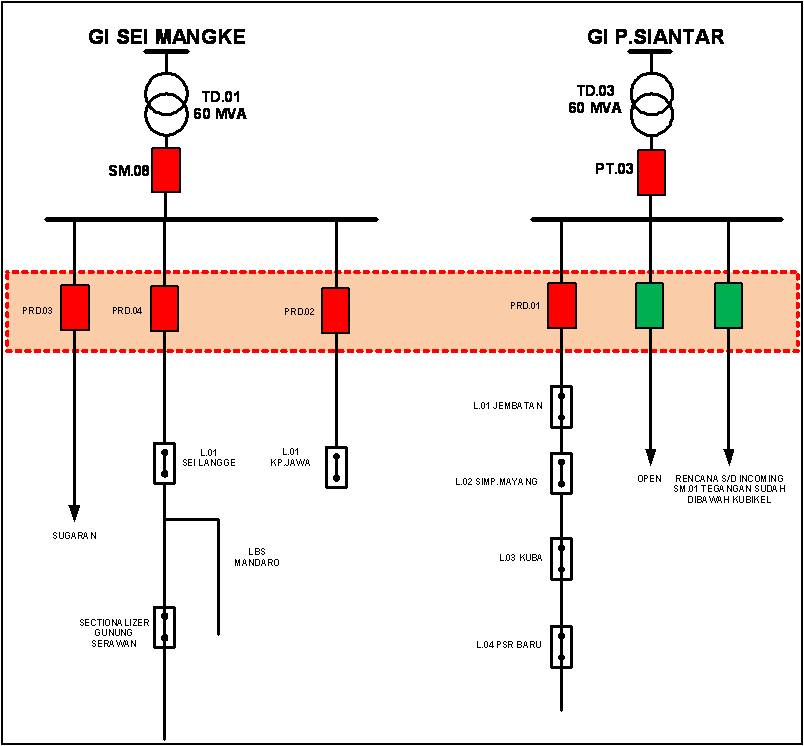 GI SEI MANGKE
GI P.SIANTAR
TD.01
60 MVA
TD.03
60 MVA
SM.08
PT.03
PRD.03
PRD.04
PRD.02
PRD.01
L.01 JEMBATAN
L.01
SEI LANGGE
L.01
KP.JAWA
L.02 SIMP.MAYANG
OPEN
RENCANA S/D INCOMING
SM.01 TEGANGAN SUDAH
DIBAWAH KUBIKEL
SUGARAN
LBS
MANDARO
L.03 KUBA
SECTIONALIZER
GUNUNG
SERAWAN
L.04 PSR BARU